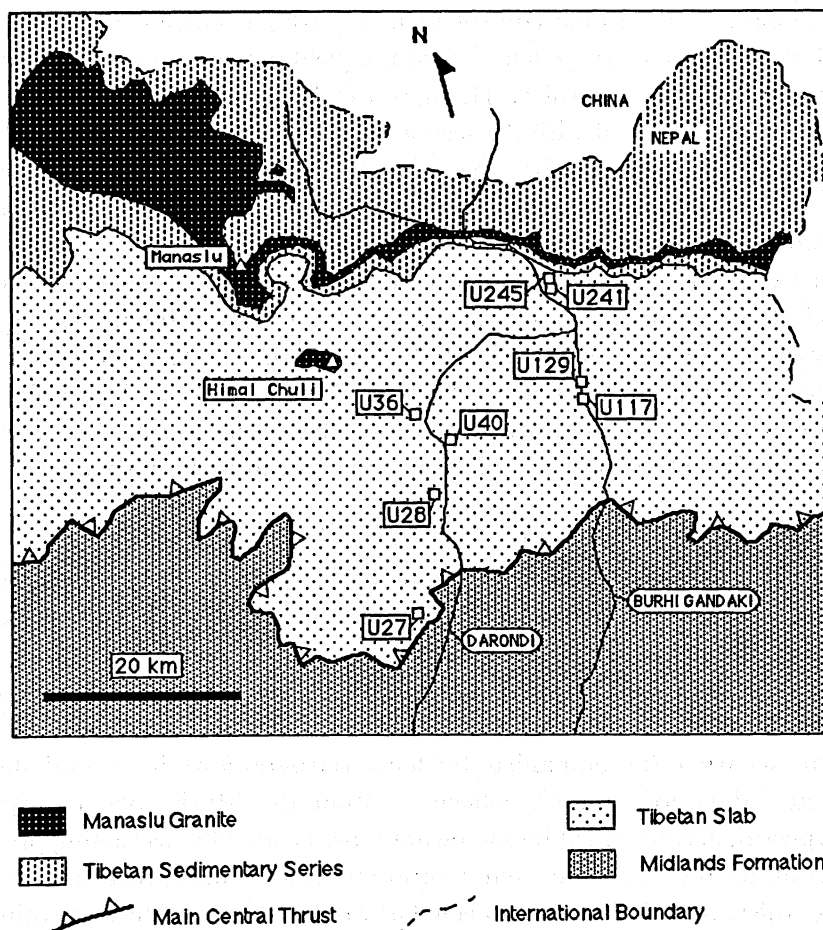 N
CHINA
NEPAL
Manaslu
U245
U241
U129
Himal Chuli
U117
U36
U40
U28
BURHI GANDAKI
U27
DARONDI
20 km
Manaslu Granite
Tibetan Slab
Tibetan Sedimentary Series
Midlands Formation
Main Central Thrust
International Boundary